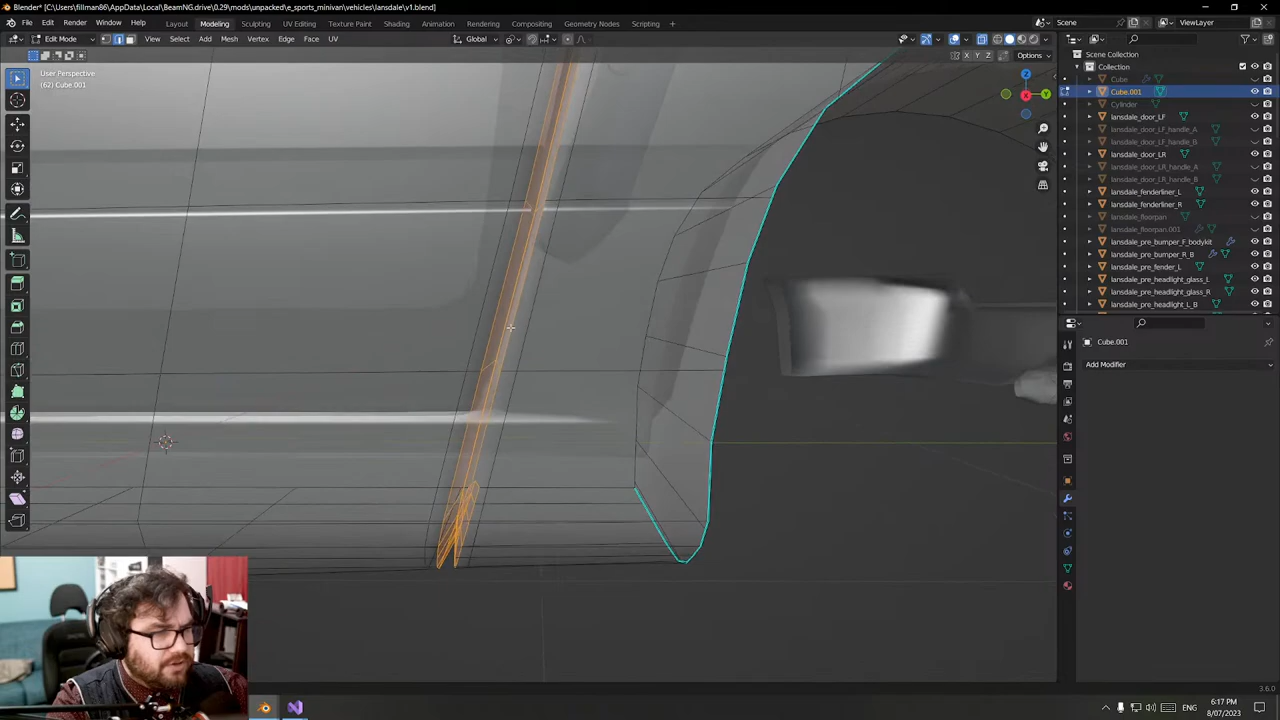 Blender* [C:\Users\fillman86\AppData\Local\BeamNG.drive\0.29\mods\unpacked\e_sports_minivan\vehicles\lansdale\v1.blend]
File Edit Render Window Help Layout Modeling Sculpting UV Editing Texture Paint Shading Animation Rendering Compositing Geometry Nodes Scripting Scene ViewLayer
Edit Mode View Select Add Mesh Vertex Edge Face UV Global
X Y Z Options
User Perspective
(62) Cube.001
Scene Collection
Collection
Cube
Cube.001
Cylinder
lansdale_door_LF
lansdale_door_LF_handle_A
lansdale_door_LF_handle_B
lansdale_door_LR
lansdale_door_LR_handle_A
lansdale_door_LR_handle_B
lansdale_fenderliner_L
lansdale_fenderliner_R
lansdale_floorpan
lansdale_floorpan.001
lansdale_pre_bumper_F_bodykit
lansdale_pre_bumper_R_B
lansdale_pre_fender_L
lansdale_pre_headlight_glass_L
lansdale_pre_headlight_glass_R
lansdale_pre_headlight_L_B
Cube.001
Add Modifier
3.6.0
ENG
6:17 PM
8/07/2023